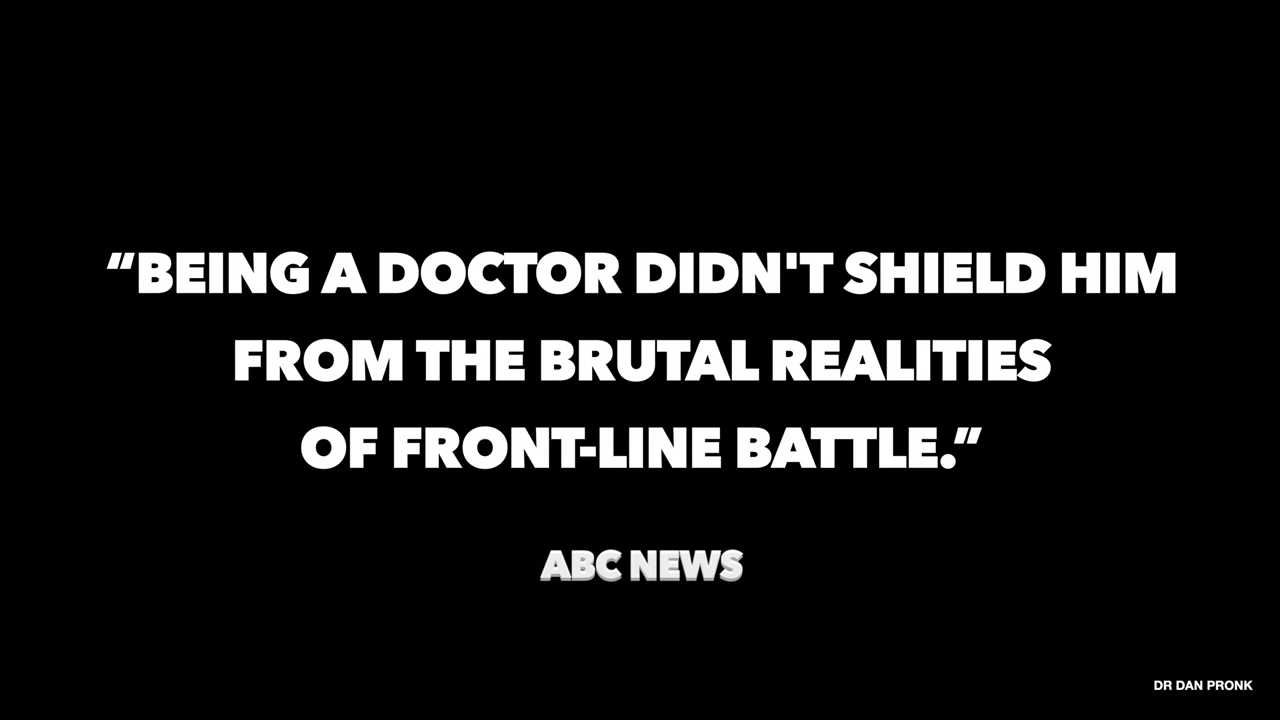 “BEING A DOCTOR DIDN'T SHIELD HIM
FROM THE BRUTAL REALITIES
OF FRONT-LINE BATTLE.”
ABC NEWS
DR DAN PRONK